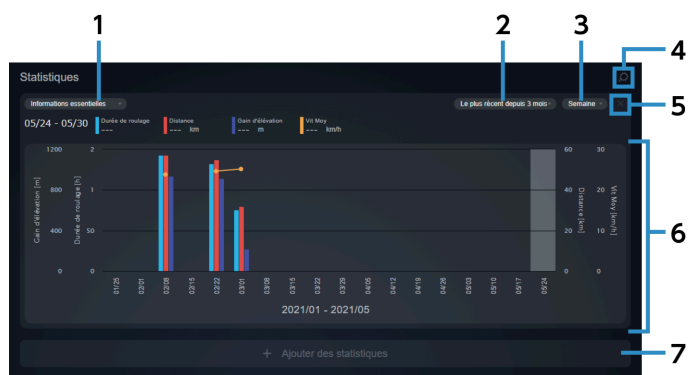 1
2
3
4
Statistiques
Informations essentielles
Le plus récent depuis 3 mois
Semaine
5
05/24 - 05/30
Durée de roulage
---
Distance
--- km
Gain d'élévation
--- m
Vit Moy
--- km/h
1200
2
60
30
800
1
40
20
400
50
20
10
0
0
0
0
Gain d'élévation [m]
Durée de roulage [h]
Distance [km]
Vit Moy [km/h]
6
01/25
02/01
02/08
02/15
02/22
03/01
03/08
03/15
03/22
03/29
04/05
04/12
04/19
04/26
05/03
05/10
05/17
05/24
2021/01 - 2021/05
+ Ajouter des statistiques
7